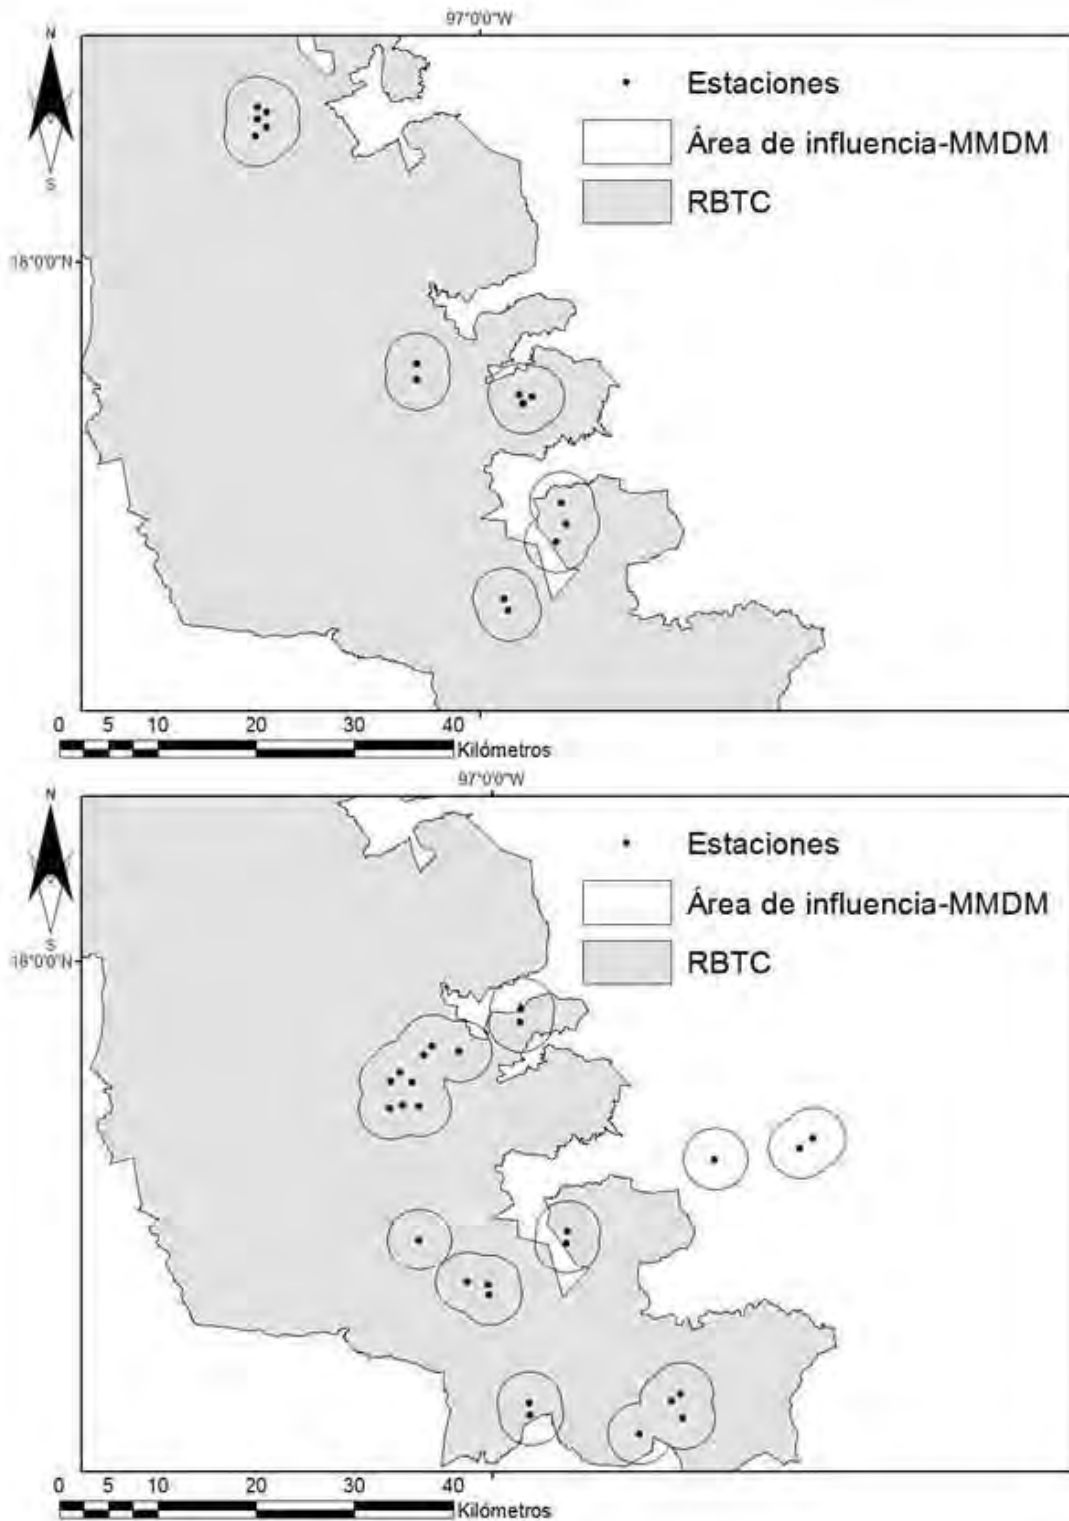 97°0'0"W
N
S
Estaciones
Área de influencia-MMDM
RBTC
18°0'0"N
0 5 10 20 30 40
Kilómetros
97°0'0"W
N
S
Estaciones
Área de influencia-MMDM
RBTC
18°0'0"N
0 5 10 20 30 40
Kilómetros